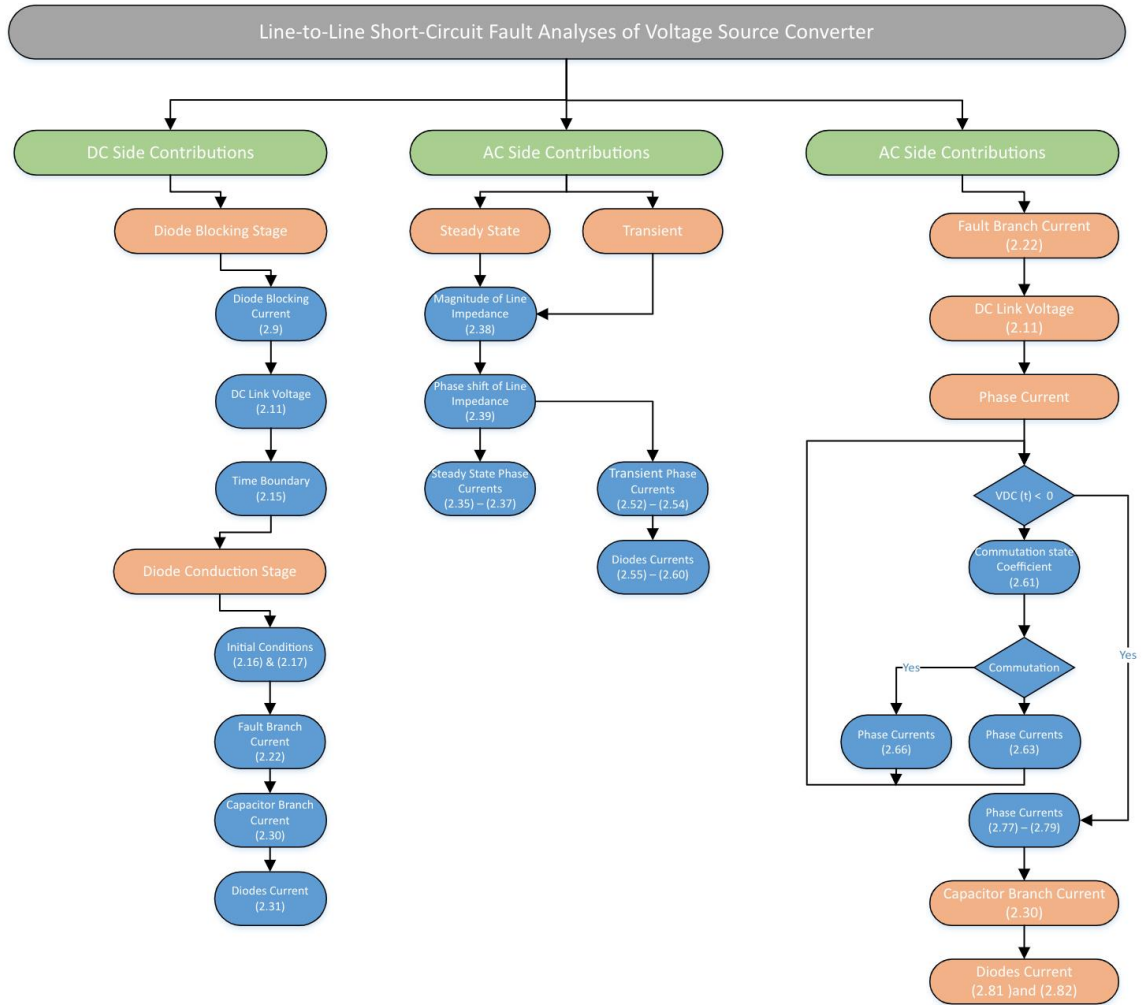 Line-to-Line Short-Circuit Fault Analyses of Voltage Source Converter
DC Side Contributions
Diode Blocking Stage
Diode Blocking
Current
(2.9)
DC Link Voltage
(2.11)
Time Boundary
(2.15)
Diode Conduction Stage
Initial Conditions
(2.16) & (2.17)
Fault Branch
Current
(2.22)
Capacitor Branch
Current
(2.30)
Diodes Current
(2.31)
AC Side Contributions
Steady State
Transient
Magnitude of Line
Impedance
(2.38)
Phase shift of Line
Impedance
(2.39)
Steady State Phase
Currents
(2.35) – (2.37)
Transient Phase
Currents
(2.52) – (2.54)
Diodes Currents
(2.55) – (2.60)
AC Side Contributions
Fault Branch Current
(2.22)
DC Link Voltage
(2.11)
Phase Current
VDC (t) < 0
Commutation state
Coefficient
(2.61)
Yes
Commutation
Yes
Phase Currents
(2.66)
Phase Currents
(2.63)
Phase Currents
(2.77) – (2.79)
Capacitor Branch Current
(2.30)
Diodes Current
(2.81 )and (2.82)